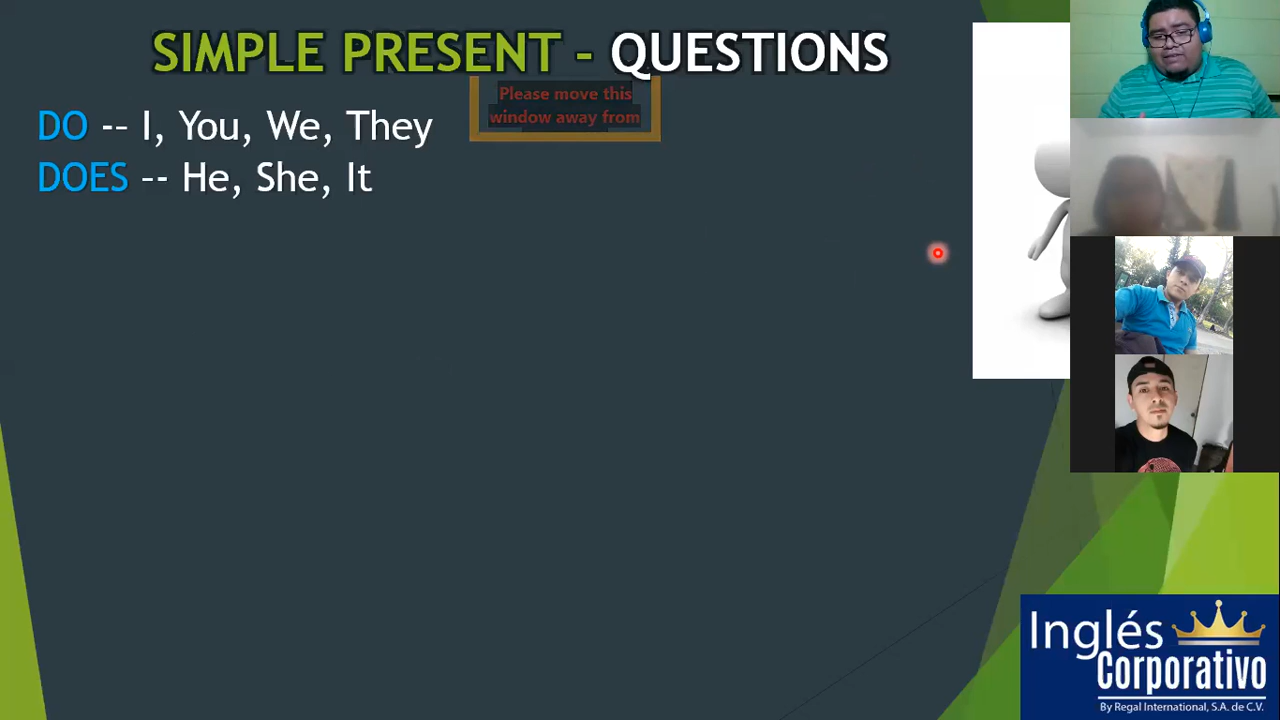 SIMPLE PRESENT - QUESTIONS
Please move this
window away from
DO -- I, You, We, They
DOES -- He, She, It
Inglés
Corporativo
By Regal International, S.A. de C.V.